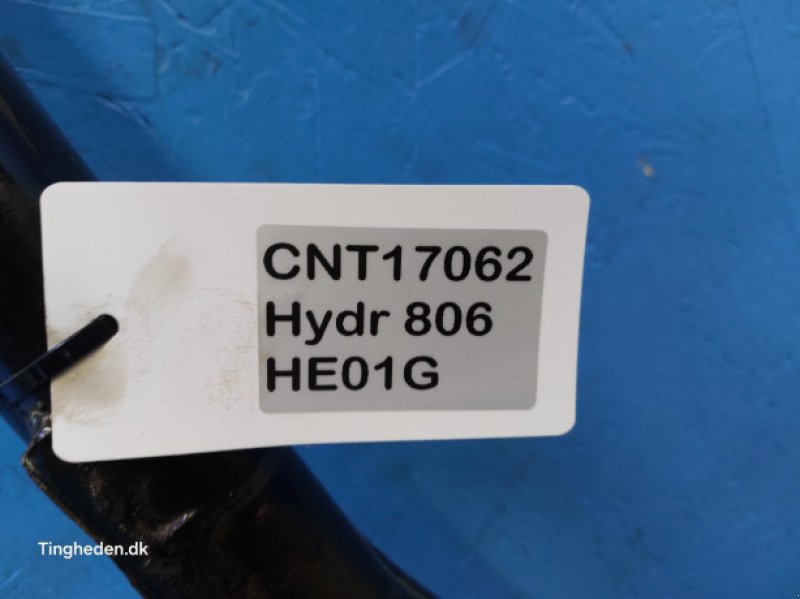 CNT17062
Hydr 806
HE01G
Tingheden.dk